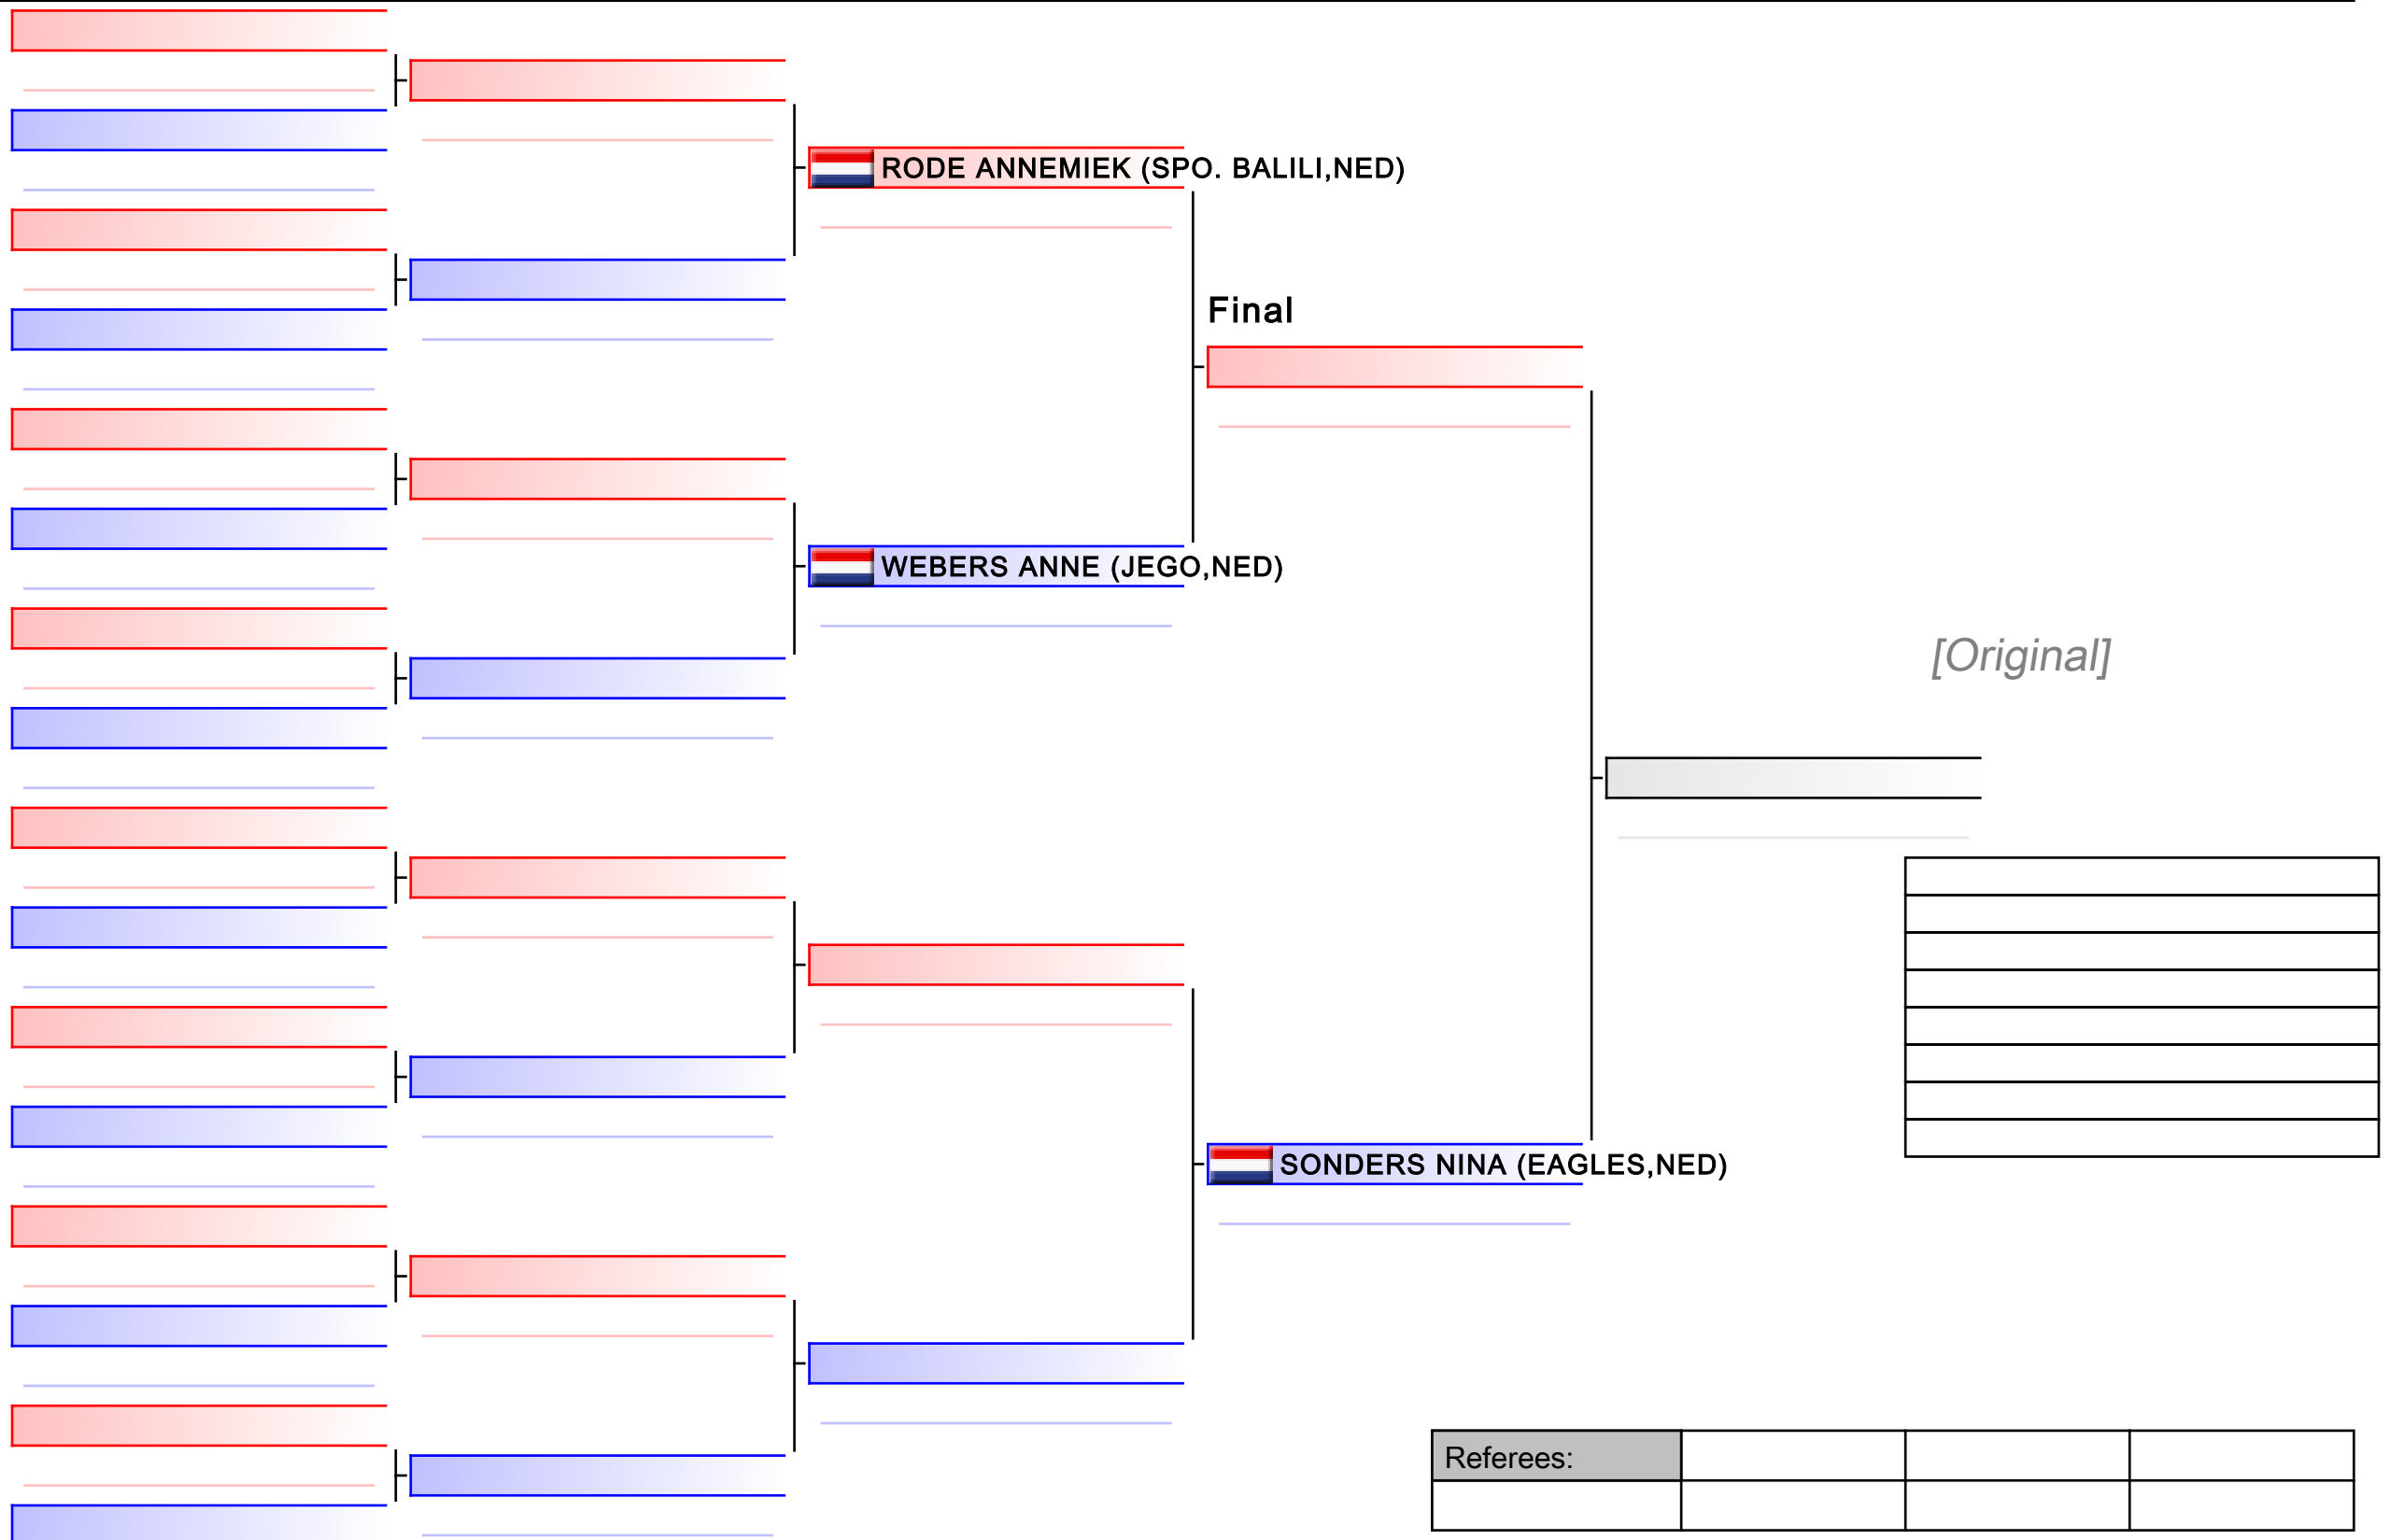 RODE ANNEMIEK (SPO. BALILI,NED)
Final
WEBERS ANNE (JEGO,NED)
[Original]
SONDERS NINA (EAGLES,NED)
Referees: